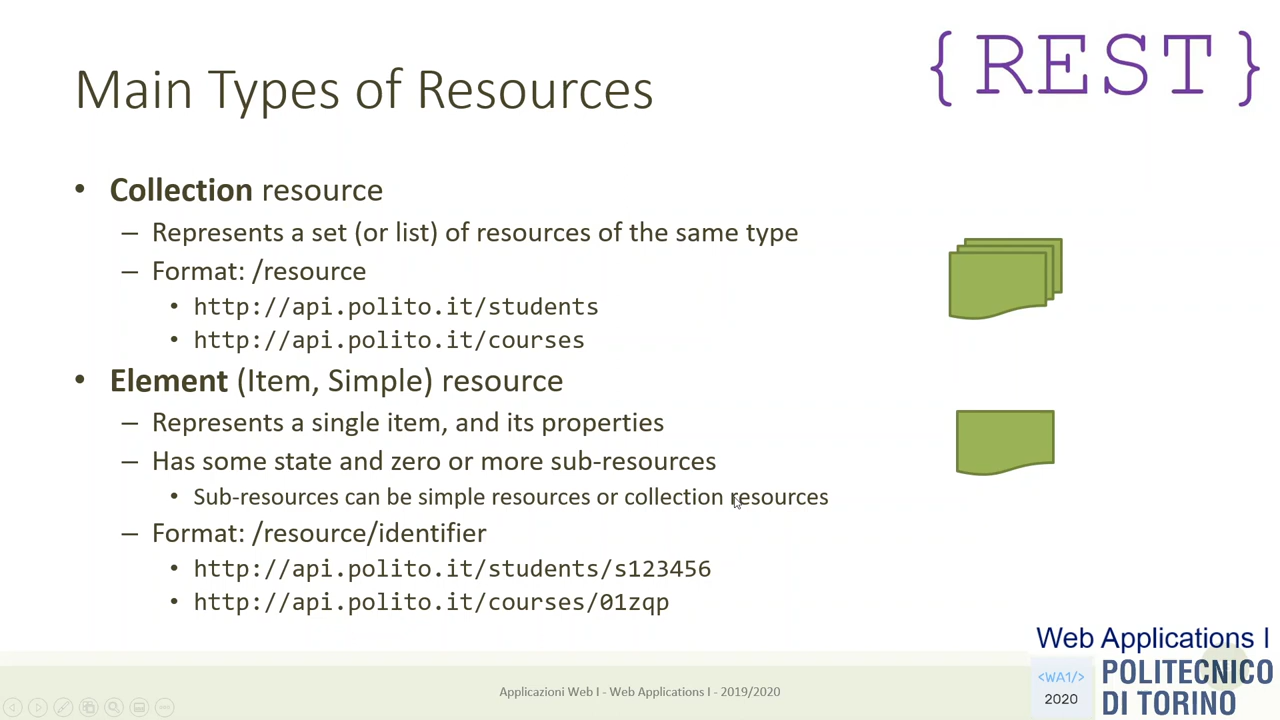 {REST}
Main Types of Resources
• Collection resource
– Represents a set (or list) of resources of the same type
– Format: /resource
• http://api.polito.it/students
• http://api.polito.it/courses
• Element (Item, Simple) resource
– Represents a single item, and its properties
– Has some state and zero or more sub-resources
• Sub-resources can be simple resources or collection resources
– Format: /resource/identifier
• http://api.polito.it/students/s123456
• http://api.polito.it/courses/01zqp
Web Applications I
<WA1/>
2020
POLITECNICO
DI TORINO
Applicazioni Web I - Web Applications I - 2019/2020